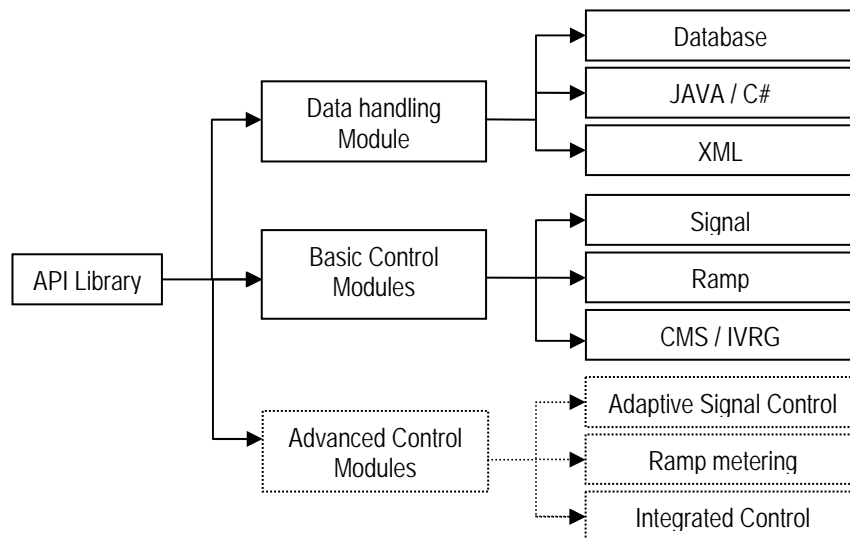 Database
JAVA / C#
XML
Data handling
Module
Signal
Ramp
CMS / IVRG
Basic Control
Modules
API Library
Adaptive Signal Control
Ramp metering
Integrated Control
Advanced Control
Modules